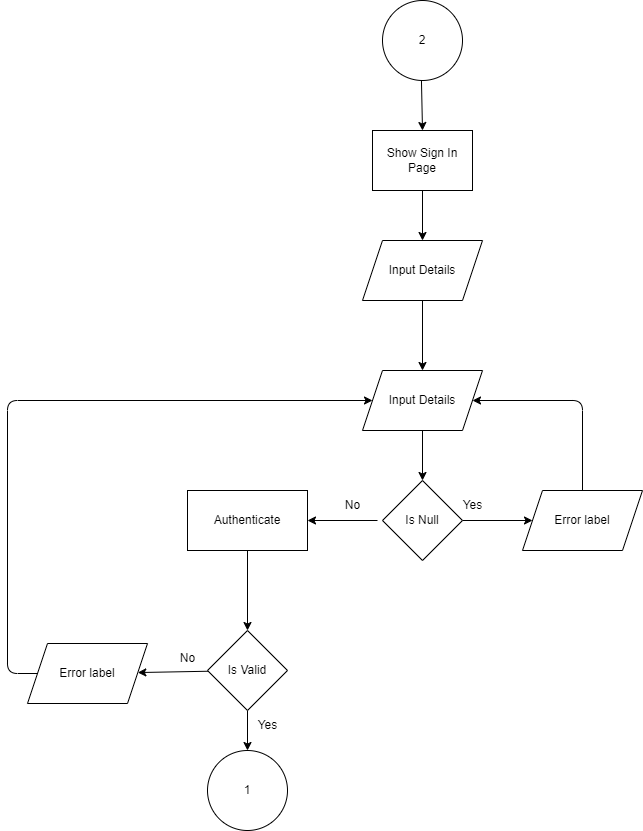 2
Show Sign In
Page
Input Details
Input Details
No
Yes
Authenticate
Is Null
Error label
No
Is Valid
Error label
Yes
1